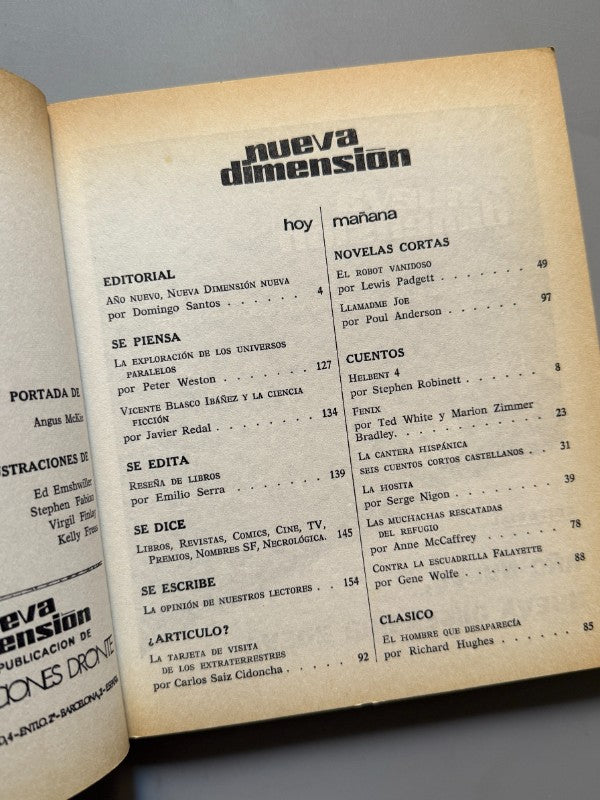 PORTADA DE
Angus McKie
USTRACIONES DE
Ed Emshwiller
Stephen Fabian
Virgil Finlay
Kelly Freas
ueva
mensiōn
PUBLICACION DE
CIONES DRONTE
nueva
dimensiōn
hoy
EDITORIAL
AÑO NUEVO, NUEVA DIMENSIÓN NUEVA
por Domingo Santos . . . . . . . 4
SE PIENSA
LA EXPLORACIÓN DE LOS UNIVERSOS
PARALELOS
por Peter Weston . . . . . . . . 127
VICENTE BLASCO IBÁÑEZ Y LA CIENCIA
FICCIÓN
por Javier Redal . . . . . . . . 134
SE EDITA
RESEÑA DE LIBROS
por Emilio Serra . . . . . . . . 139
SE DICE
LIBROS, REVISTAS, COMICS, CINE, TV,
PREMIOS, NOMBRES SF, NECROLÓGICA. 145
SE ESCRIBE
LA OPINIÓN DE NUESTROS LECTORES . . 154
¿ARTICULO?
LA TARJETA DE VISITA
DE LOS EXTRATERRESTRES
por Carlos Saiz Cidoncha . . . . . 92
mañana
NOVELAS CORTAS
EL ROBOT VANIDOSO
por Lewis Padgett . . . . . . . 49
LLAMADME JOE
por Poul Anderson . . . . . . . 97
CUENTOS
HELBENT 4
por Stephen Robinett . . . . . . 8
FENIX
por Ted White y Marion Zimmer
Bradley. . . . . . . . . . . 23
LA CANTERA HISPÁNICA
SEIS CUENTOS CORTOS CASTELLANOS . . 31
LA HOSITA
por Serge Nigon . . . . . . . . 39
LAS MUCHACHAS RESCATADAS
DEL REFUGIO
por Anne McCaffrey . . . . . . . 78
CONTRA LA ESCUADRILLA FALAYETTE
por Gene Wolfe . . . . . . . . 88
CLASICO
EL HOMBRE QUE DESAPARECÍA
por Richard Hughes . . . . . . . 85